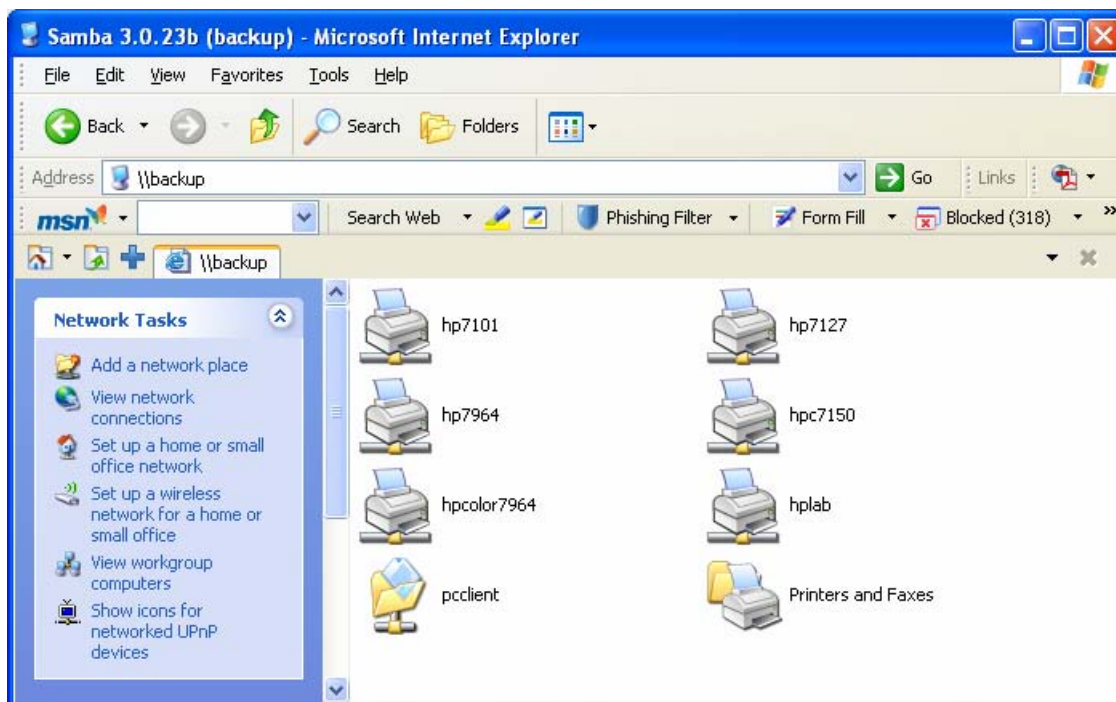 Samba 3.0.23b (backup) - Microsoft Internet Explorer
File Edit View Favorites Tools Help
Back Search Folders
Address \\backup Go Links
msn Search Web Phishing Filter Form Fill Blocked (318) »
\\backup
Network Tasks
Add a network place
View network
connections
Set up a home or small
office network
Set up a wireless
network for a home or
small office
View workgroup
computers
Show icons for
networked UPnP
devices
hp7101 hp7127
hp7964 hpc7150
hpcolor7964 hplab
pcclient Printers and Faxes